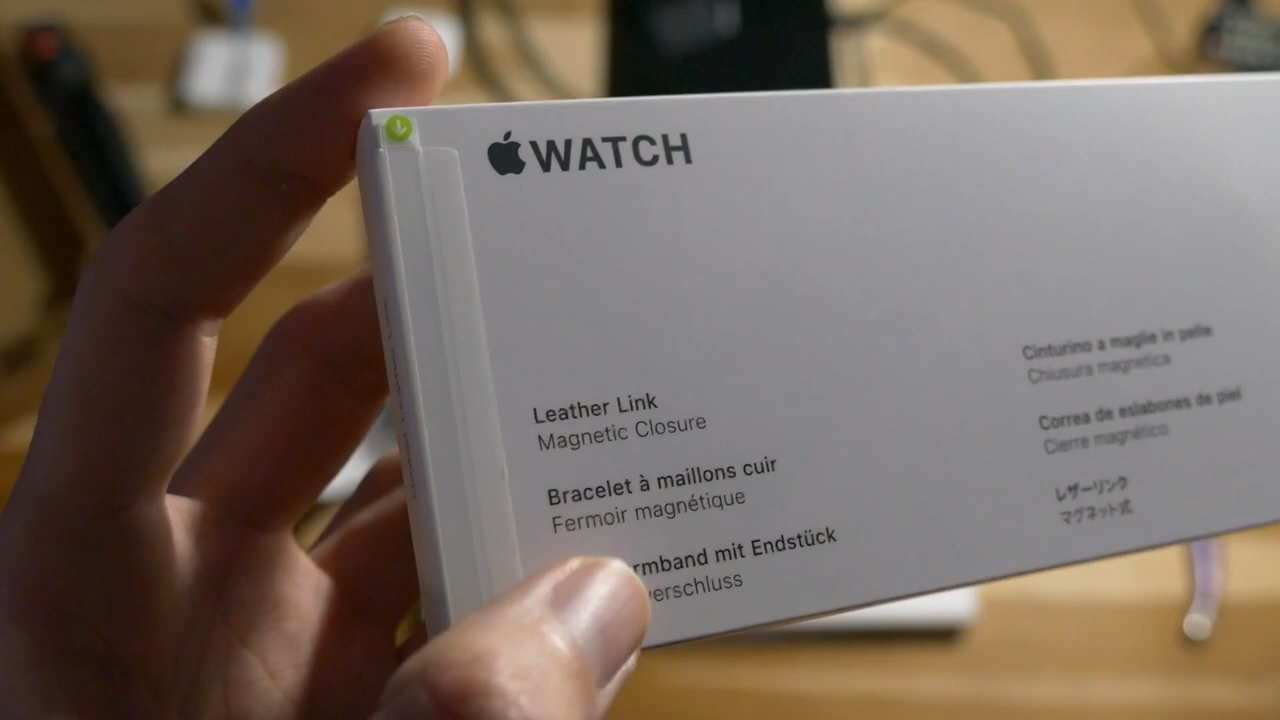 WATCH
Leather Link
Magnetic Closure
Bracelet à maillons cuir
Fermoir magnétique
rmband mit Endstück
verschluss
Cinturino a maglie in pelle
Chiusura magnetica
Correa de eslabones de piel
Cierre magnético
レザーリンク
マグネット式